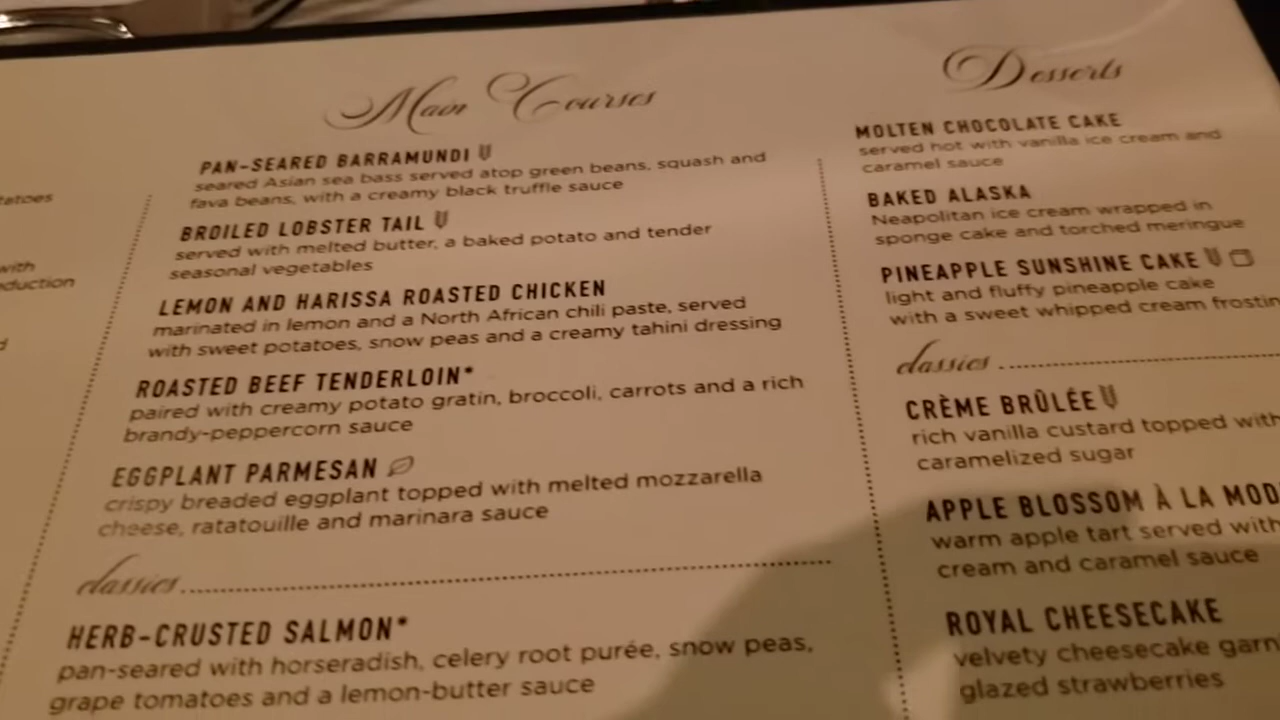 tatoes
with
duction
Main Courses
PAN-SEARED BARRAMUNDI
seared Asian sea bass served atop green beans, squash and
fava beans, with a creamy black truffle sauce
BROILED LOBSTER TAIL
served with melted butter, a baked potato and tender
seasonal vegetables
LEMON AND HARISSA ROASTED CHICKEN
marinated in lemon and a North African chili paste, served
with sweet potatoes, snow peas and a creamy tahini dressing
ROASTED BEEF TENDERLOIN*
paired with creamy potato gratin, broccoli, carrots and a rich
brandy-peppercorn sauce
EGGPLANT PARMESAN
crispy breaded eggplant topped with melted mozzarella
cheese, ratatouille and marinara sauce
classics
HERB-CRUSTED SALMON*
pan-seared with horseradish, celery root purée, snow peas,
grape tomatoes and a lemon-butter sauce
Desserts
MOLTEN CHOCOLATE CAKE
served hot with vanilla ice cream and
caramel sauce
BAKED ALASKA
Neapolitan ice cream wrapped in
sponge cake and torched meringue
PINEAPPLE SUNSHINE CAKE
light and fluffy pineapple cake
with a sweet whipped cream frostin
classics
CRÈME BRÛLÉE
rich vanilla custard topped with
caramelized sugar
APPLE BLOSSOM À LA MOD
warm apple tart served with
cream and caramel sauce
ROYAL CHEESECAKE
velvety cheesecake garn
glazed strawberries